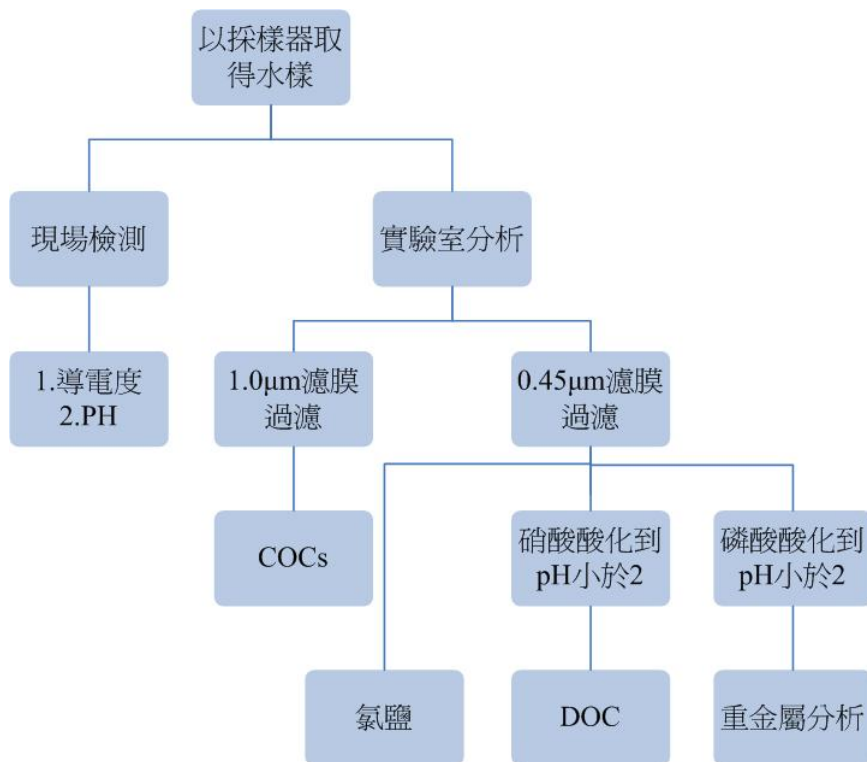 以採樣器取
得水樣
現場檢測
實驗室分析
1.導電度
2.PH
1.0μm濾膜
過濾
0.45μm濾膜
過濾
COCs
硝酸酸化到
pH小於2
磷酸酸化到
pH小於2
氯鹽
DOC
重金屬分析